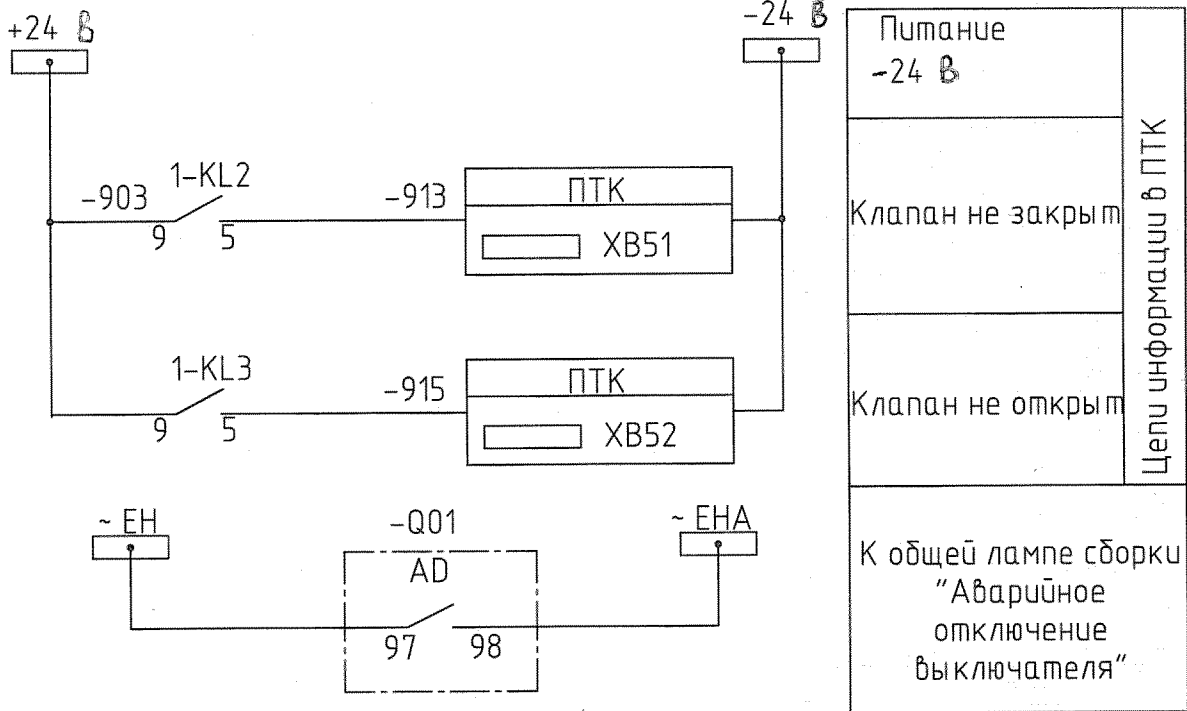 +24 В
-24 В
-903
1-KL2
9
5
-913
ПТК
XB51
1-KL3
9
5
-915
ПТК
XB52
~ EH
-Q01
AD
97
98
~ EHA
Питание
-24 В
Клапан не закрыт
Клапан не открыт
Цепи информации в ПТК
К общей лампе сборки
"Аварийное
отключение
выключателя"